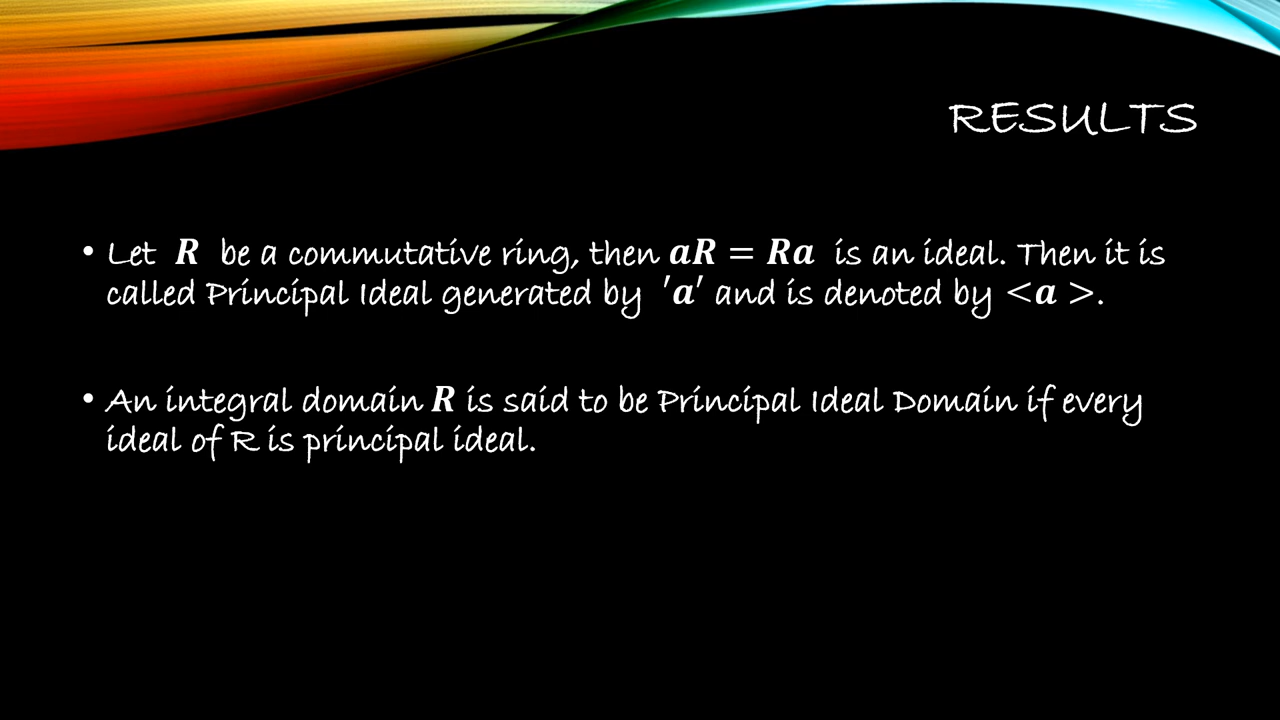 RESULTS
• Let R be a commutative ring, then aR = Ra is an ideal. Then it is
called Principal Ideal generated by 'a' and is denoted by <a >.
• An integral domain R is said to be Principal Ideal Domain if every
ideal of R is principal ideal.